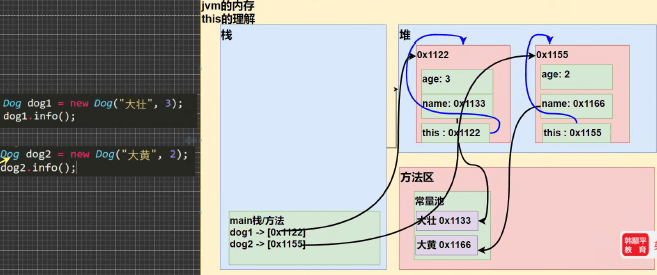 jvm的内存
this的理解
栈
堆
Dog dog1 = new Dog("大壮", 3);
dog1.info();
Dog dog2 = new Dog("大黄", 2);
dog2.info();
0x1122
age: 3
name: 0x1133
this : 0x1122
0x1155
age: 2
name: 0x1166
this : 0x1155
方法区
常量池
大壮 0x1133
大黄 0x1166
main栈/方法
dog1 -> [0x1122]
dog2 -> [0x1155]
韩顺平
教育